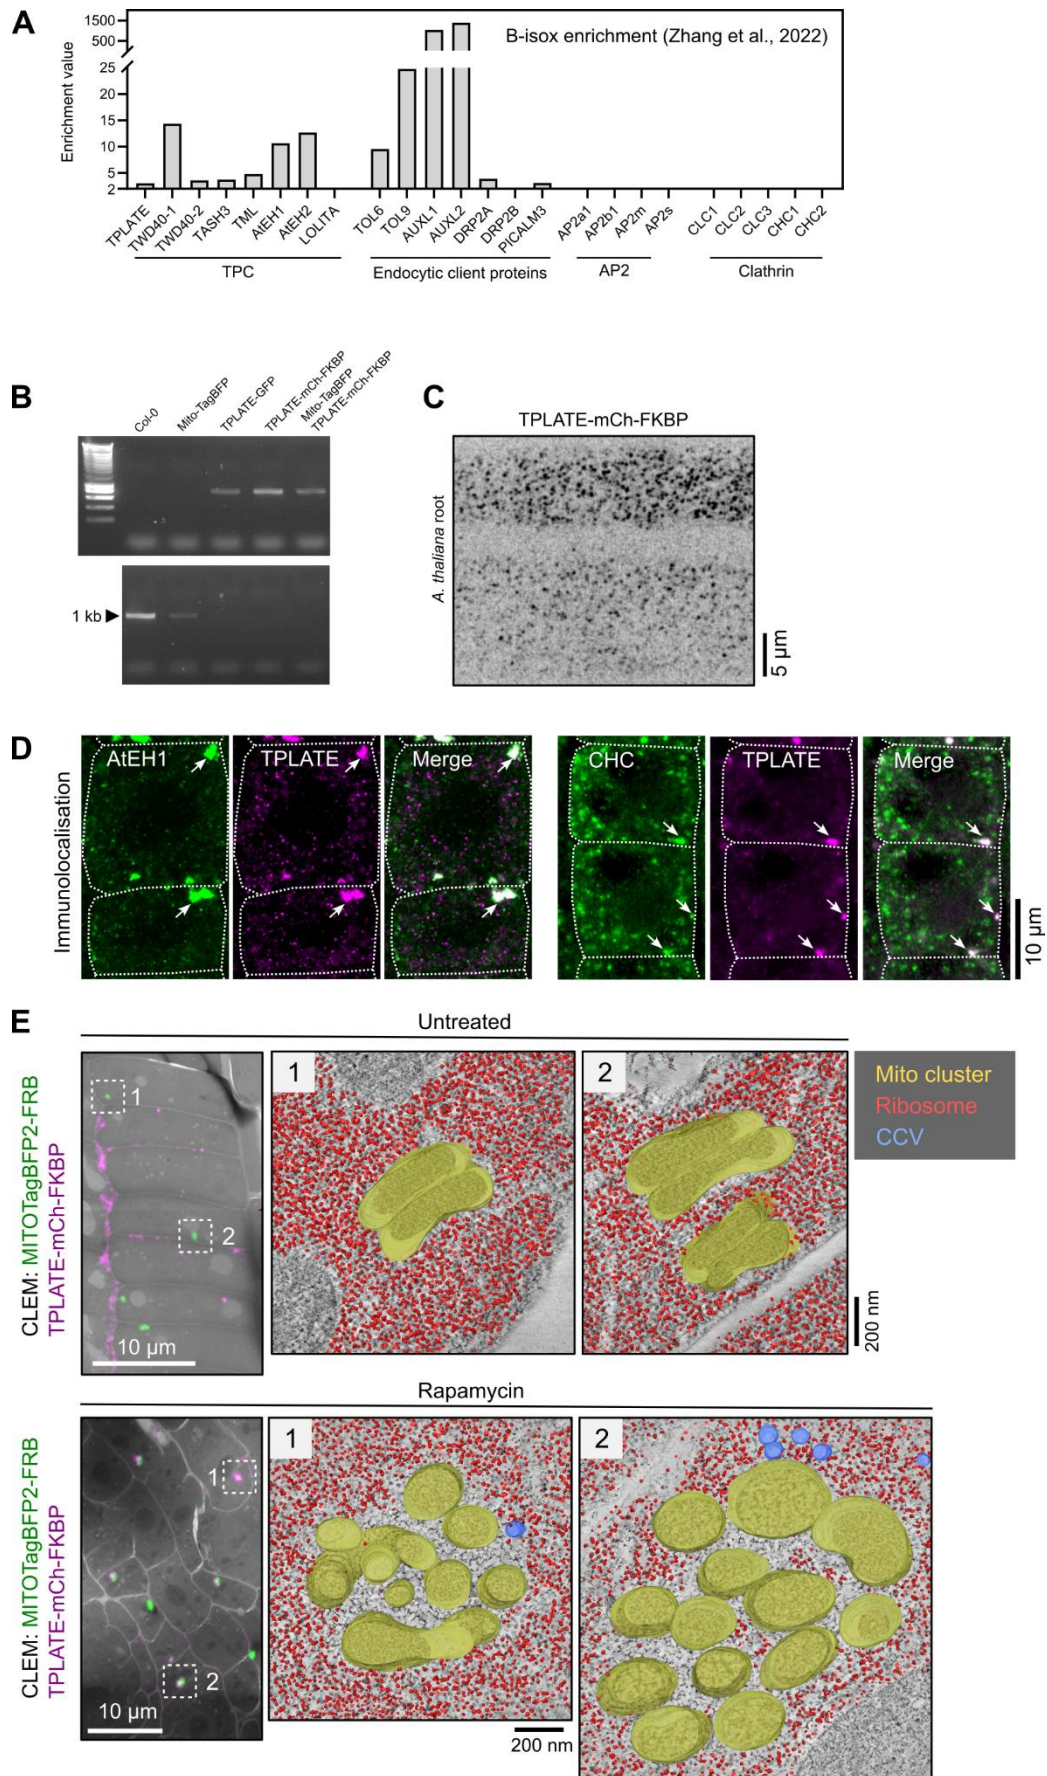 A
B-isox enrichment (Zhang et al., 2022)
Enrichment value
1500
500
25
20
15
10
5
2
TPLATE
TWD40-1
TWD40-2
TASH3
TML
AtEH1
AtEH2
LOLITA
TOL6
TOL9
AUXL1
AUXL2
DRP2A
DRP2B
PICALM3
AP2a1
AP2b1
AP2m
AP2s
CLC1
CLC2
CLC3
CHC1
CHC2
TPC
Endocytic client proteins
AP2
Clathrin
B
Col-0
Mito-TagBFP
TPLATE-GFP
TPLATE-mCh-FKBP
Mito-TagBFP
TPLATE-mCh-FKBP
1 kb
C
TPLATE-mCh-FKBP
A. thaliana root
5 µm
D
Immunolocalisation
AtEH1
TPLATE
Merge
CHC
TPLATE
Merge
10 µm
E
Untreated
CLEM: MITOTagBFP2-FRB
TPLATE-mCh-FKBP
1
2
10 µm
1
2
200 nm
Mito cluster
Ribosome
CCV
Rapamycin
CLEM: MITOTagBFP2-FRB
TPLATE-mCh-FKBP
1
2
10 µm
1
2
200 nm